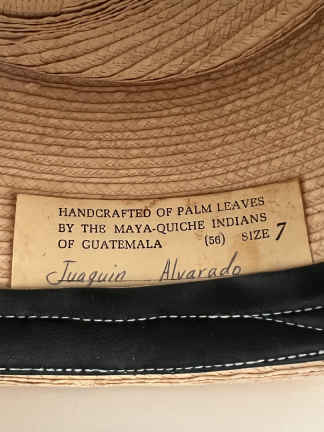 HANDCRAFTED OF PALM LEAVES
BY THE MAYA-QUICHE INDIANS
OF GUATEMALA (56) SIZE 7
Juaquin Alvarado